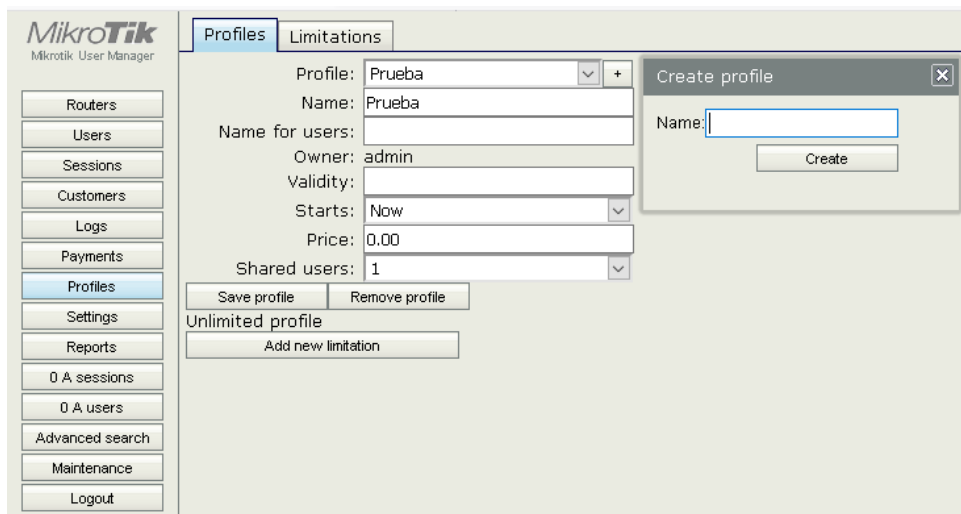 MikroTik
Mikrotik User Manager
Routers
Users
Sessions
Customers
Logs
Payments
Profiles
Settings
Reports
0 A sessions
0 A users
Advanced search
Maintenance
Logout
Profiles
Limitations
Profile: Prueba +
Name: Prueba
Name for users:
Owner: admin
Validity:
Starts: Now
Price: 0.00
Shared users: 1
Save profile
Remove profile
Unlimited profile
Add new limitation
Create profile
Name:
Create